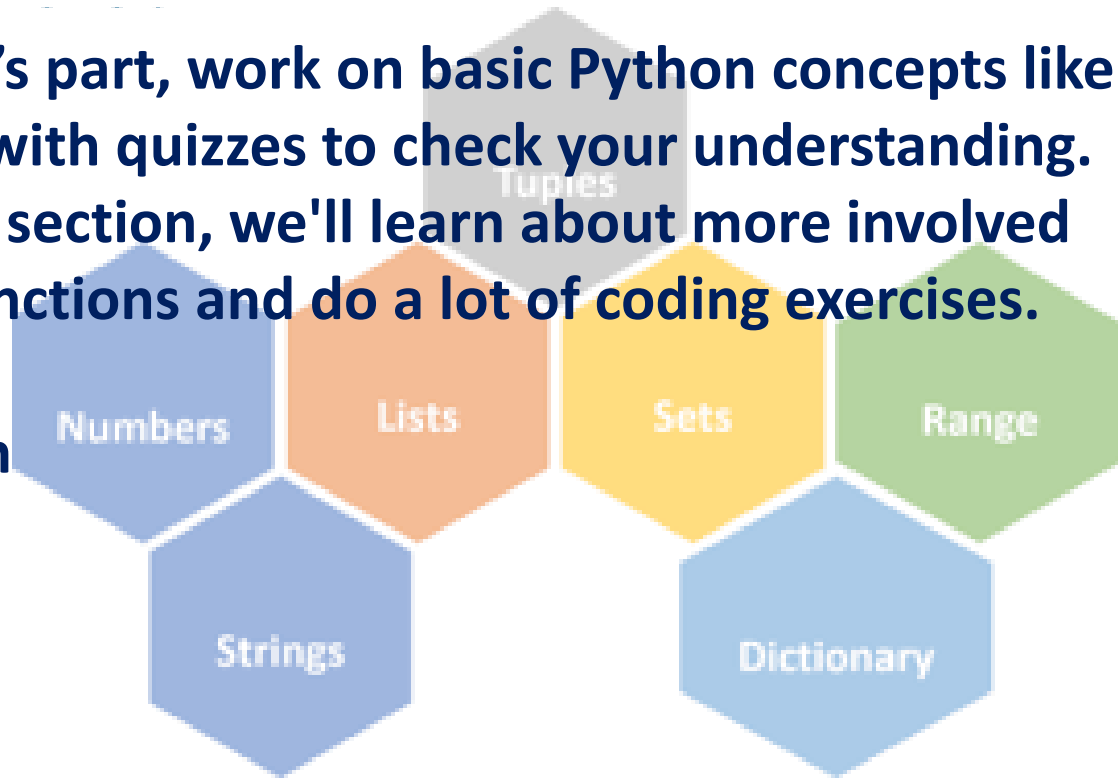 ’s part, work on basic Python concepts like
with quizzes to check your understanding.
Tuples
section, we'll learn about more involved
nctions and do a lot of coding exercises.
Numbers
Lists
Sets
Range
n
Strings
Dictionary